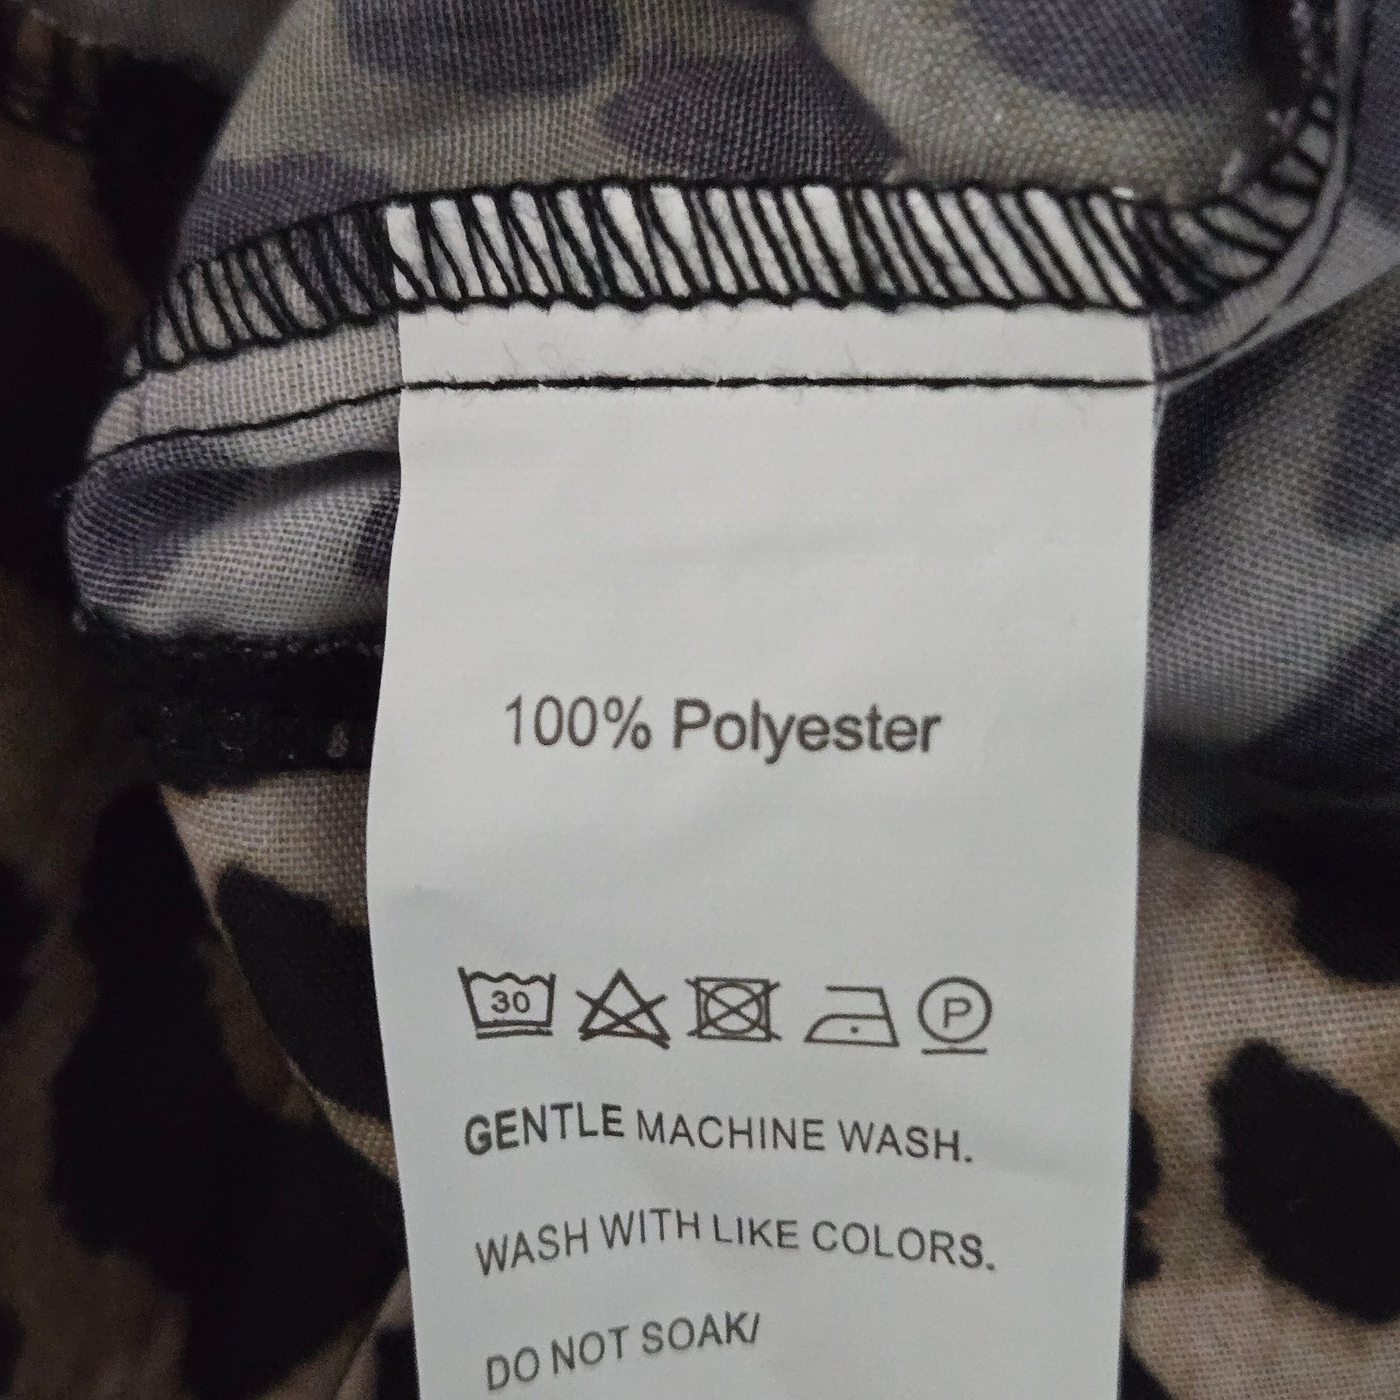 100% Polyester
30 P
GENTLE MACHINE WASH.
WASH WITH LIKE COLORS.
DO NOT SOAK/